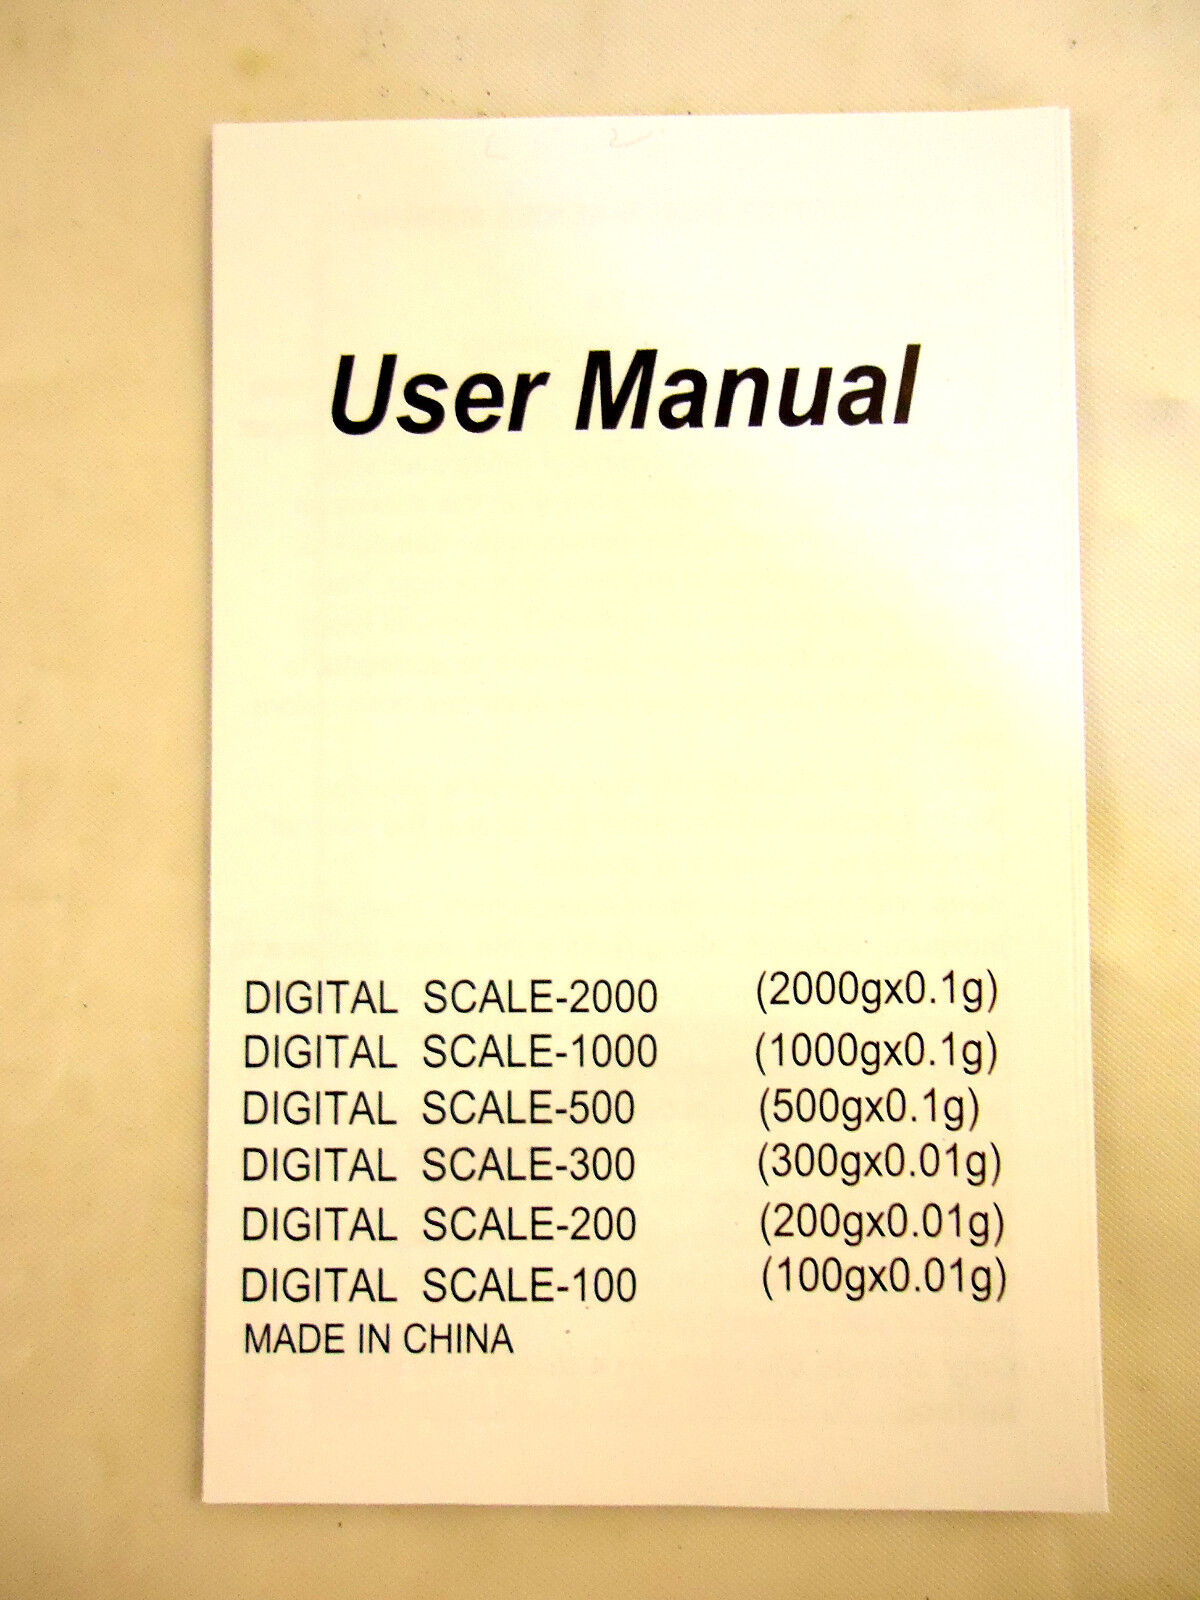 User Manual
DIGITAL SCALE-2000 (2000gx0.1g)
DIGITAL SCALE-1000 (1000gx0.1g)
DIGITAL SCALE-500 (500gx0.1g)
DIGITAL SCALE-300 (300gx0.01g)
DIGITAL SCALE-200 (200gx0.01g)
DIGITAL SCALE-100 (100gx0.01g)
MADE IN CHINA